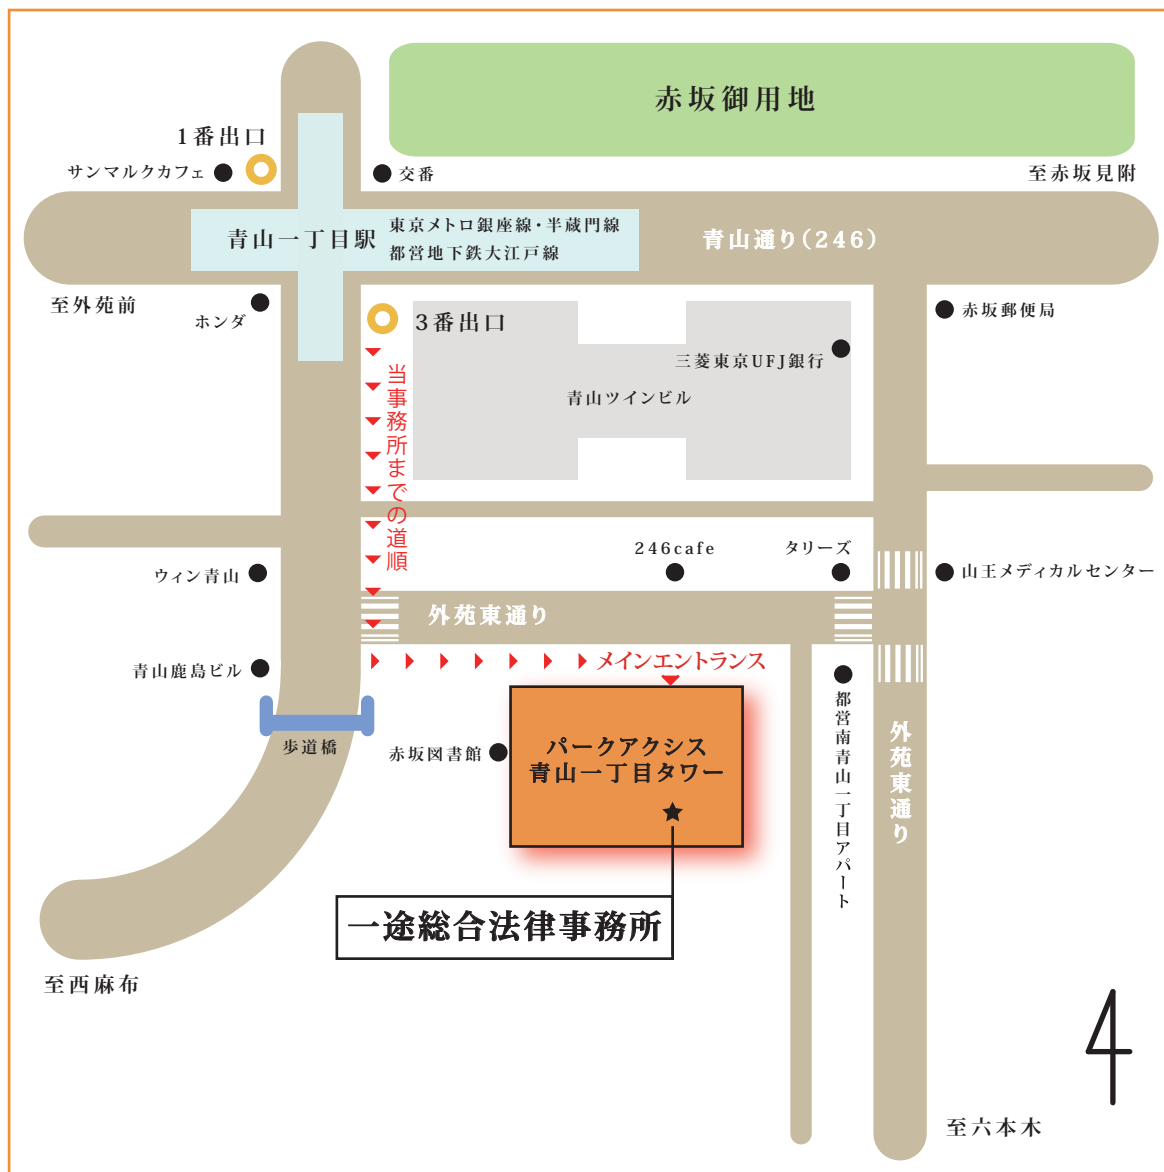 赤坂御用地
1番出口
サンマルクカフェ
交番
至赤坂見附
青山一丁目駅
東京メトロ銀座線・半蔵門線
都営地下鉄大江戸線
青山通り(246)
至外苑前
ホンダ
3番出口
三菱東京UFJ銀行
赤坂郵便局
青山ツインビル
当事務所までの道順
246cafe
タリーズ
ウィン青山
山王メディカルセンター
外苑東通り
青山鹿島ビル
メインエントランス
歩道橋
赤坂図書館
パークアクシス
青山一丁目タワー
都営南青山一丁目アパート
外苑東通り
一途総合法律事務所
至西麻布
至六本木